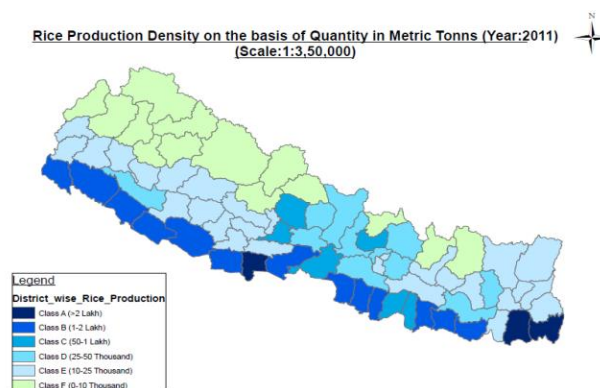 N
Rice Production Density on the basis of Quantity in Metric Tonns (Year:2011)
(Scale:1:3,50,000)
Legend
District_wise_Rice_Production
Class A (>2 Lakh)
Class B (1-2 Lakh)
Class C (50-1 Lakh)
Class D (25-50 Thousand)
Class E (10-25 Thousand)
Class F (0-10 Thousand)